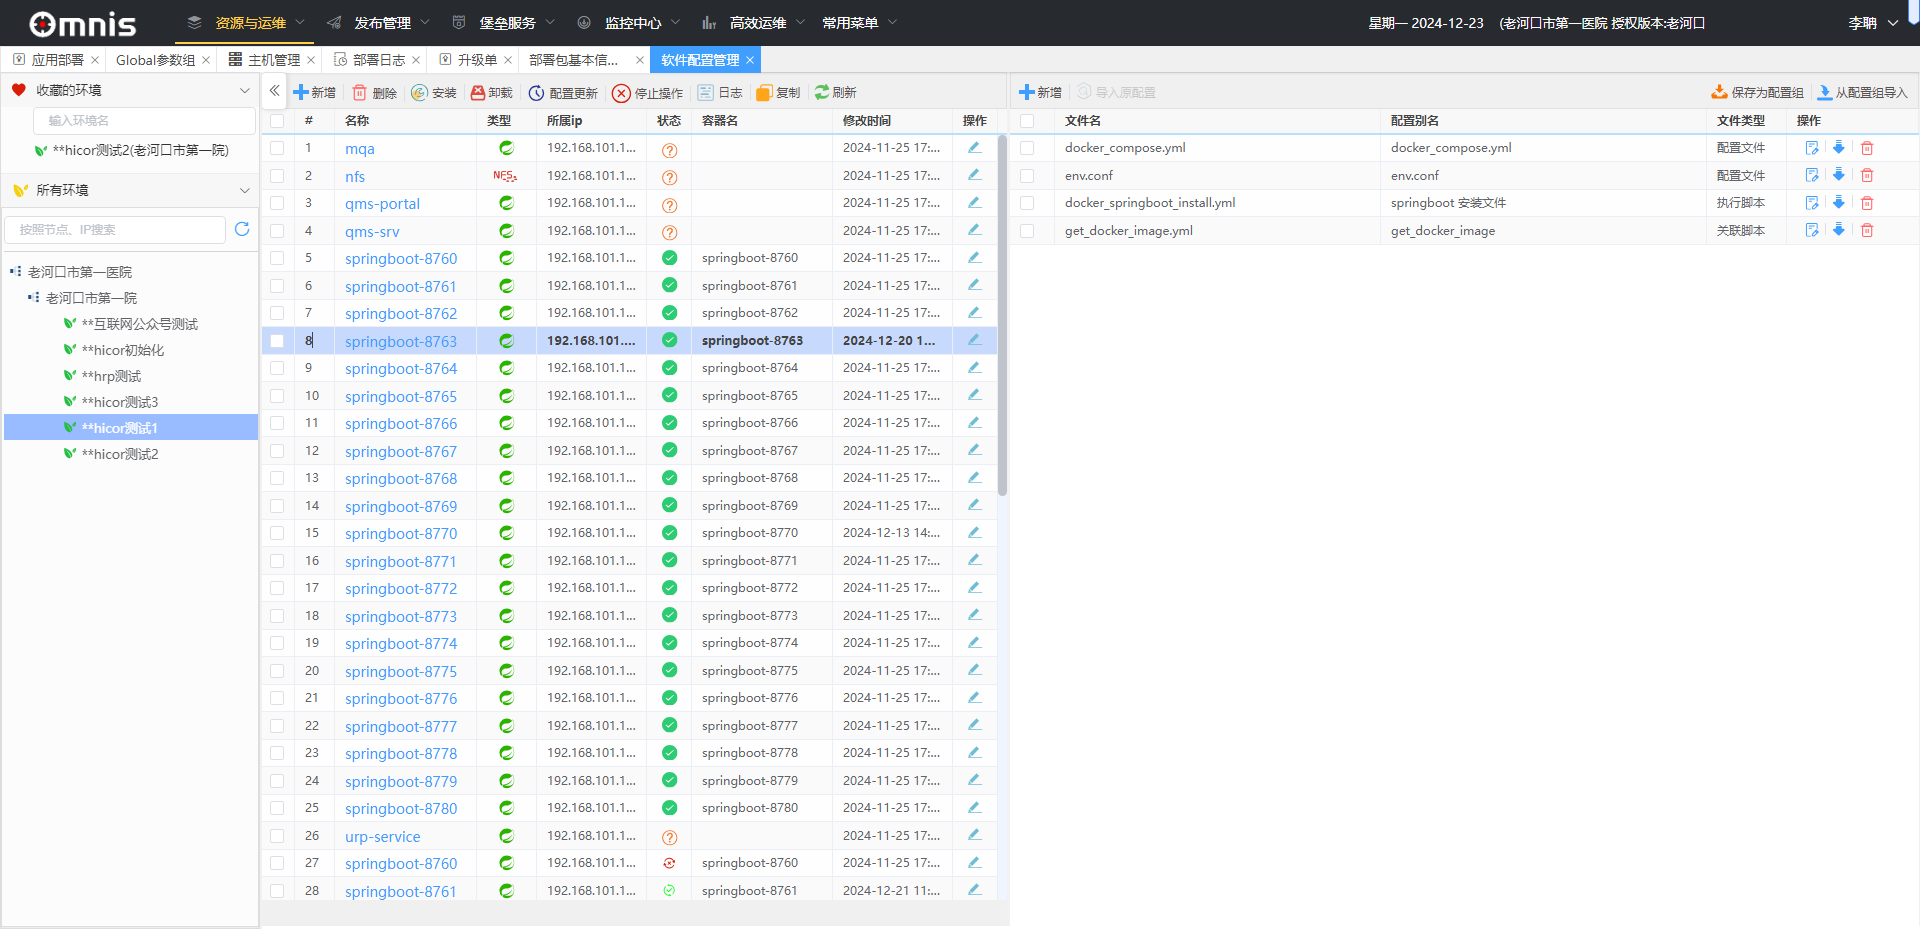 Omnis 资源与运维 发布管理 堡垒服务 监控中心 高效运维 常用菜单 星期一 2024-12-23 (老河口市第一医院 授权版本:老河口 李聃
应用部署 Global参数组 主机管理 部署日志 升级单 部署包基本信... 软件配置管理
收藏的环境
输入环境名
**hicor测试2(老河口市第一院)
所有环境
按照节点、IP搜索
老河口市第一医院
老河口市第一院
**互联网公众号测试
**hicor初始化
**hrp测试
**hicor测试3
**hicor测试1
**hicor测试2
新增 删除 安装 卸载 配置更新 停止操作 日志 复制 刷新
# 名称 类型 所属ip 状态 容器名 修改时间 操作
1 mqa 192.168.101.1... 2024-11-25 17:...
2 nfs NFS 192.168.101.1... 2024-11-25 17:...
3 qms-portal 192.168.101.1... 2024-11-25 17:...
4 qms-srv 192.168.101.1... 2024-11-25 17:...
5 springboot-8760 192.168.101.1... springboot-8760 2024-11-25 17:...
6 springboot-8761 192.168.101.1... springboot-8761 2024-11-25 17:...
7 springboot-8762 192.168.101.1... springboot-8762 2024-11-25 17:...
8 springboot-8763 192.168.101.... springboot-8763 2024-12-20 1...
9 springboot-8764 192.168.101.1... springboot-8764 2024-11-25 17:...
10 springboot-8765 192.168.101.1... springboot-8765 2024-11-25 17:...
11 springboot-8766 192.168.101.1... springboot-8766 2024-11-25 17:...
12 springboot-8767 192.168.101.1... springboot-8767 2024-11-25 17:...
13 springboot-8768 192.168.101.1... springboot-8768 2024-11-25 17:...
14 springboot-8769 192.168.101.1... springboot-8769 2024-11-25 17:...
15 springboot-8770 192.168.101.1... springboot-8770 2024-12-13 14:...
16 springboot-8771 192.168.101.1... springboot-8771 2024-11-25 17:...
17 springboot-8772 192.168.101.1... springboot-8772 2024-11-25 17:...
18 springboot-8773 192.168.101.1... springboot-8773 2024-11-25 17:...
19 springboot-8774 192.168.101.1... springboot-8774 2024-11-25 17:...
20 springboot-8775 192.168.101.1... springboot-8775 2024-11-25 17:...
21 springboot-8776 192.168.101.1... springboot-8776 2024-11-25 17:...
22 springboot-8777 192.168.101.1... springboot-8777 2024-11-25 17:...
23 springboot-8778 192.168.101.1... springboot-8778 2024-11-25 17:...
24 springboot-8779 192.168.101.1... springboot-8779 2024-11-25 17:...
25 springboot-8780 192.168.101.1... springboot-8780 2024-11-25 17:...
26 urp-service 192.168.101.1... 2024-11-25 17:...
27 springboot-8760 192.168.101.1... springboot-8760 2024-11-25 17:...
28 springboot-8761 192.168.101.1... springboot-8761 2024-12-21 11:...
新增 导入原配置 保存为配置组 从配置组导入
文件名 配置别名 文件类型 操作
docker_compose.yml docker_compose.yml 配置文件
env.conf env.conf 配置文件
docker_springboot_install.yml springboot 安装文件 执行脚本
get_docker_image.yml get_docker_image 关联脚本